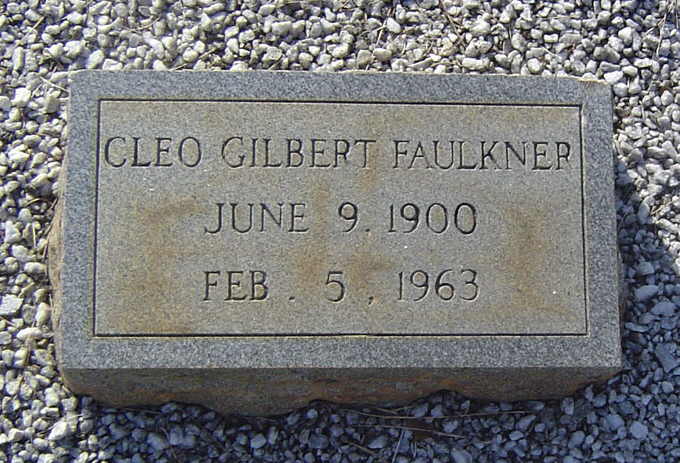 CLEO GILBERT FAULKNER
JUNE 9, 1900
FEB. 5, 1963